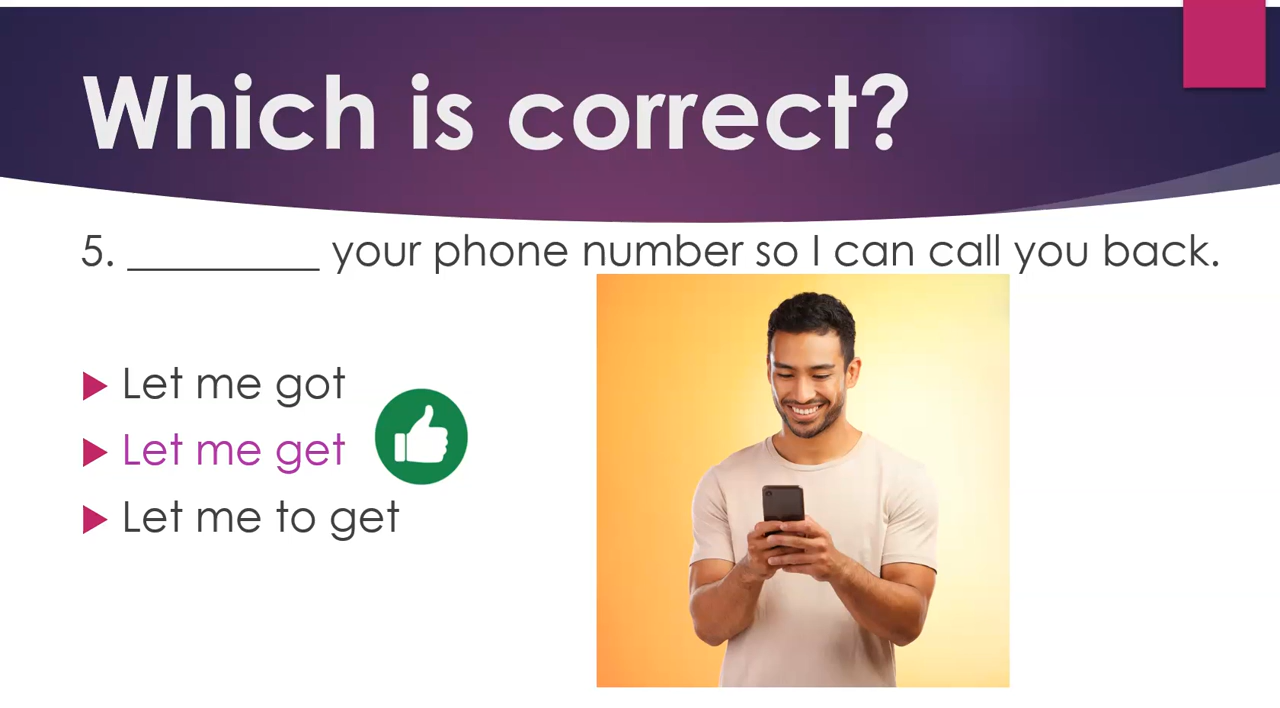 Which is correct?
5. _________ your phone number so I can call you back.
Let me got
Let me get
Let me to get